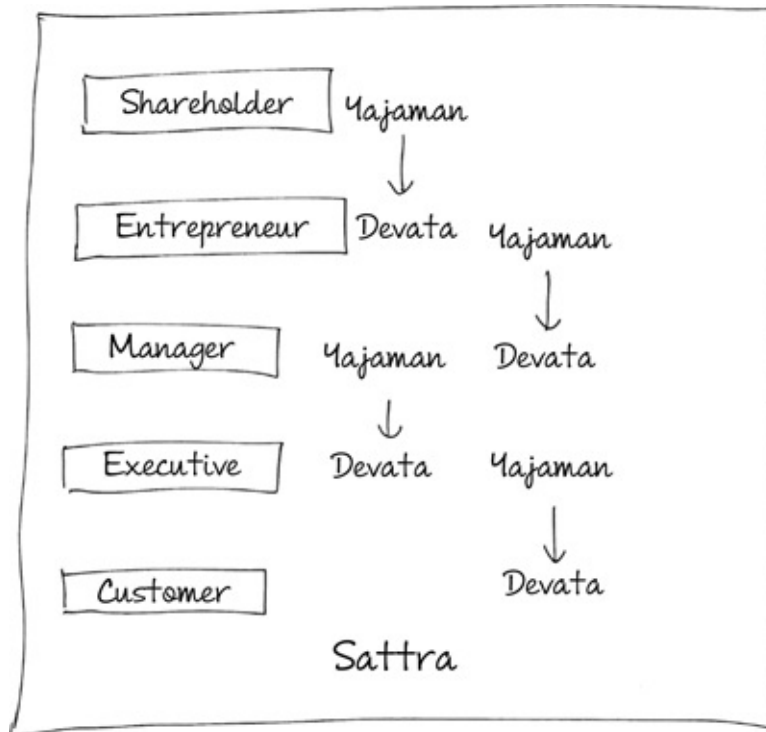 Shareholder Yajaman
Entrepreneur Devata Yajaman
Manager Yajaman Devata
Executive Devata Yajaman
Customer Devata
Sattra